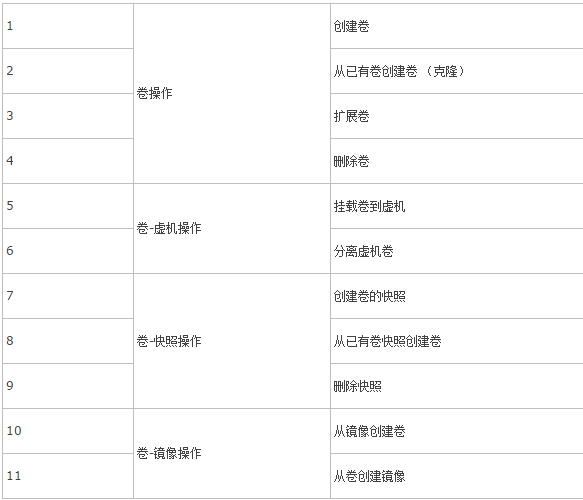 1
创建卷
2
从已有卷创建卷 （克隆）
卷操作
3
扩展卷
4
删除卷
5
挂载卷到虚机
卷-虚机操作
6
分离虚机卷
7
创建卷的快照
8
卷-快照操作
从已有卷快照创建卷
9
删除快照
10
从镜像创建卷
卷-镜像操作
11
从卷创建镜像